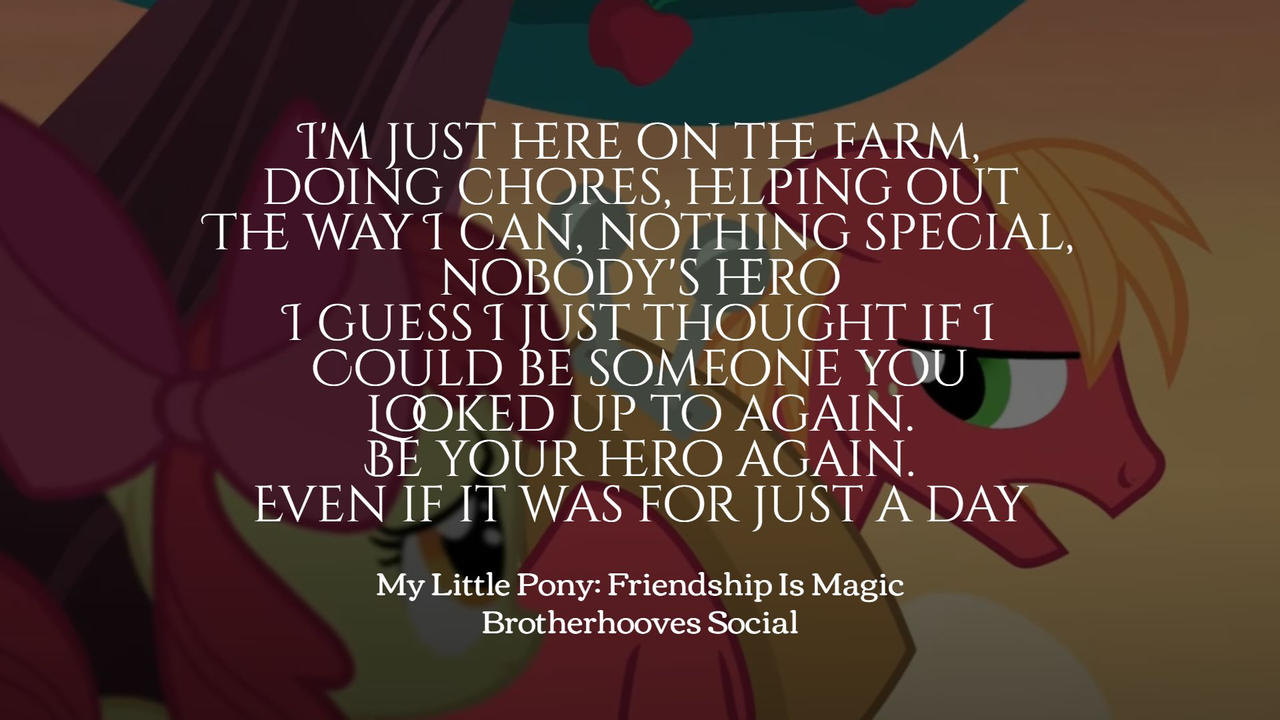 I'm just here on the farm,
doing chores, helping out
the way I can, nothing special,
nobody's hero
I guess I just thought if I
could be someone you
looked up to again.
Be your hero again.
Even if it was for just a day
My Little Pony: Friendship Is Magic
Brotherhooves Social